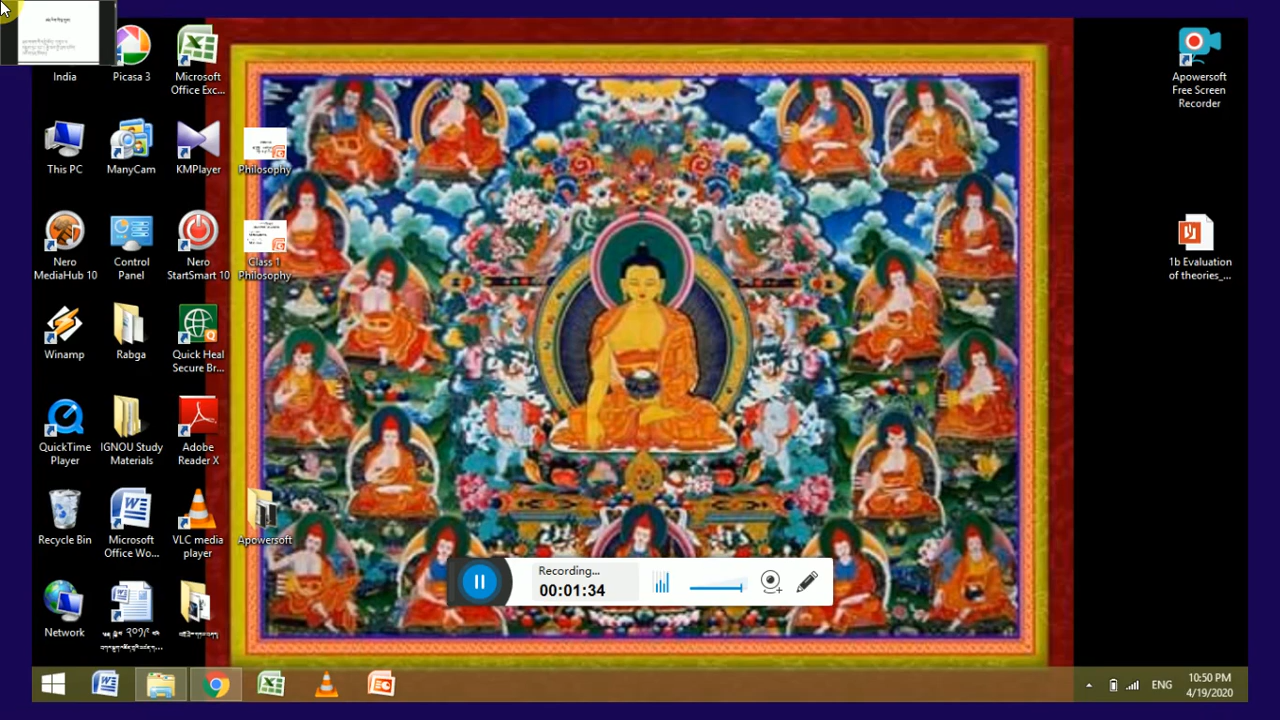 India
Picasa 3
Microsoft
Office Exc...
Apowersoft
Free Screen
Recorder
This PC
ManyCam
KMPlayer
Philosophy
Nero
MediaHub 10
Control
Panel
Nero
StartSmart 10
Class 1
Philosophy
1b Evaluation
of theories_...
Winamp
Rabga
Quick Heal
Secure Br...
QuickTime
Player
IGNOU Study
Materials
Adobe
Reader X
Recycle Bin
Microsoft
Office Wo...
VLC media
player
Apowersoft
Recording...
00:01:34
Network
ENG
10:50 PM
4/19/2020